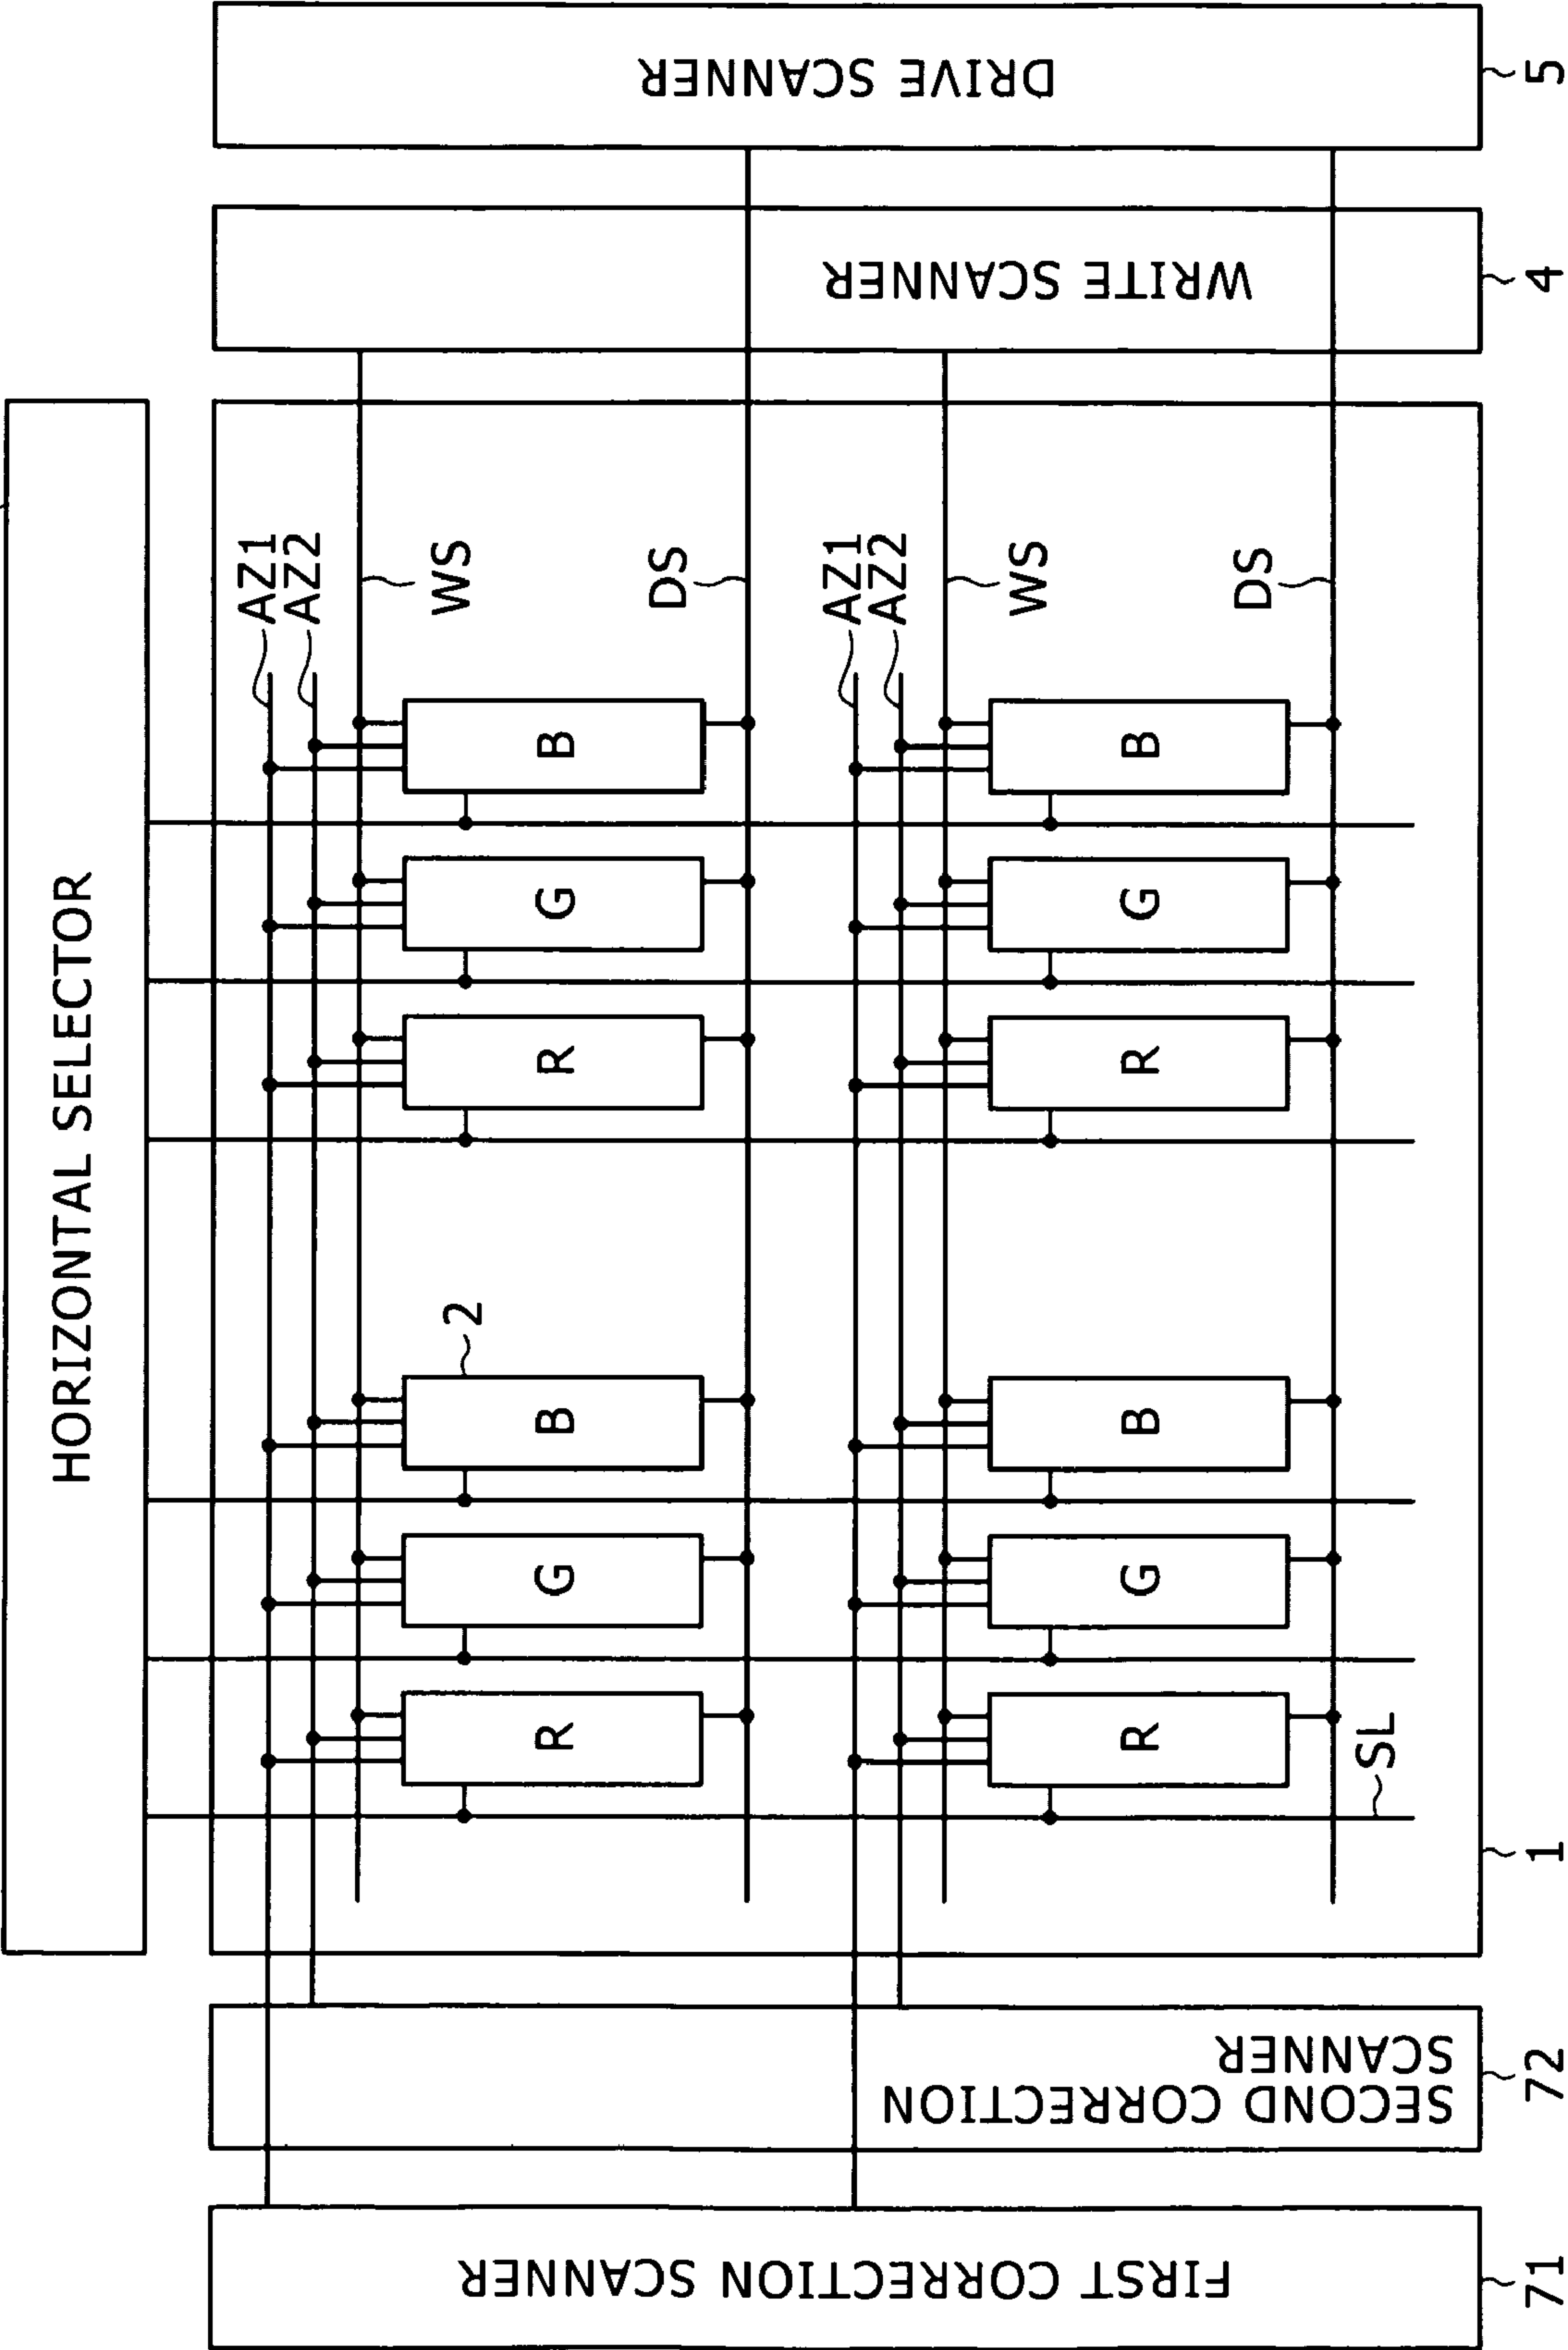 HORIZONTAL SELECTOR
FIRST CORRECTION SCANNER
71
SECOND CORRECTION
SCANNER
72
WRITE SCANNER
4
DRIVE SCANNER
5
AZ1
AZ2
WS
DS
2
R
G
B
R
G
B
AZ1
AZ2
WS
DS
R
G
B
R
G
B
SL
1